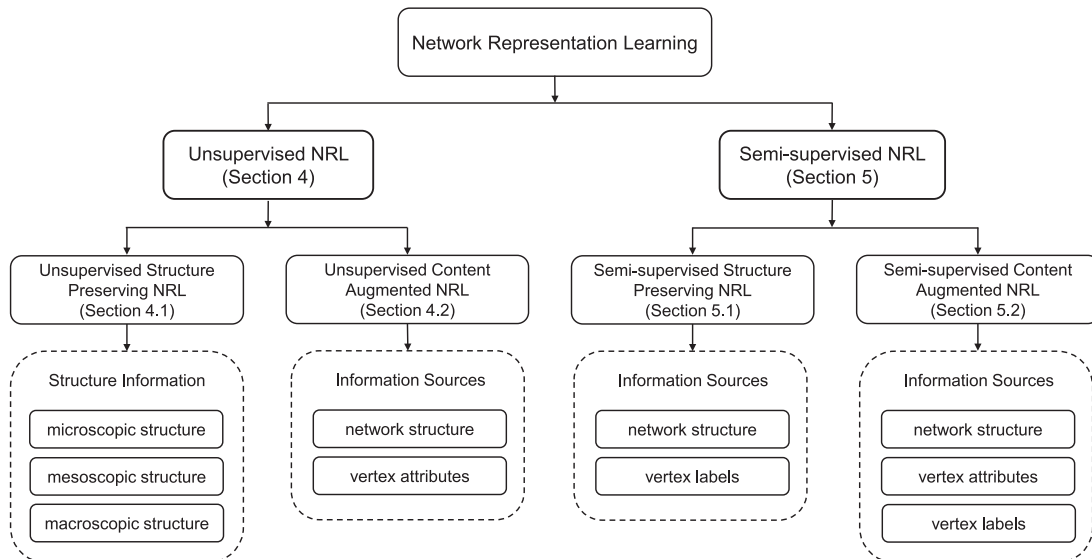 Network Representation Learning
Unsupervised NRL
(Section 4)
Semi-supervised NRL
(Section 5)
Unsupervised Structure
Preserving NRL
(Section 4.1)
Unsupervised Content
Augmented NRL
(Section 4.2)
Semi-supervised Structure
Preserving NRL
(Section 5.1)
Semi-supervised Content
Augmented NRL
(Section 5.2)
Structure Information
microscopic structure
mesoscopic structure
macroscopic structure
Information Sources
network structure
vertex attributes
Information Sources
network structure
vertex labels
Information Sources
network structure
vertex attributes
vertex labels